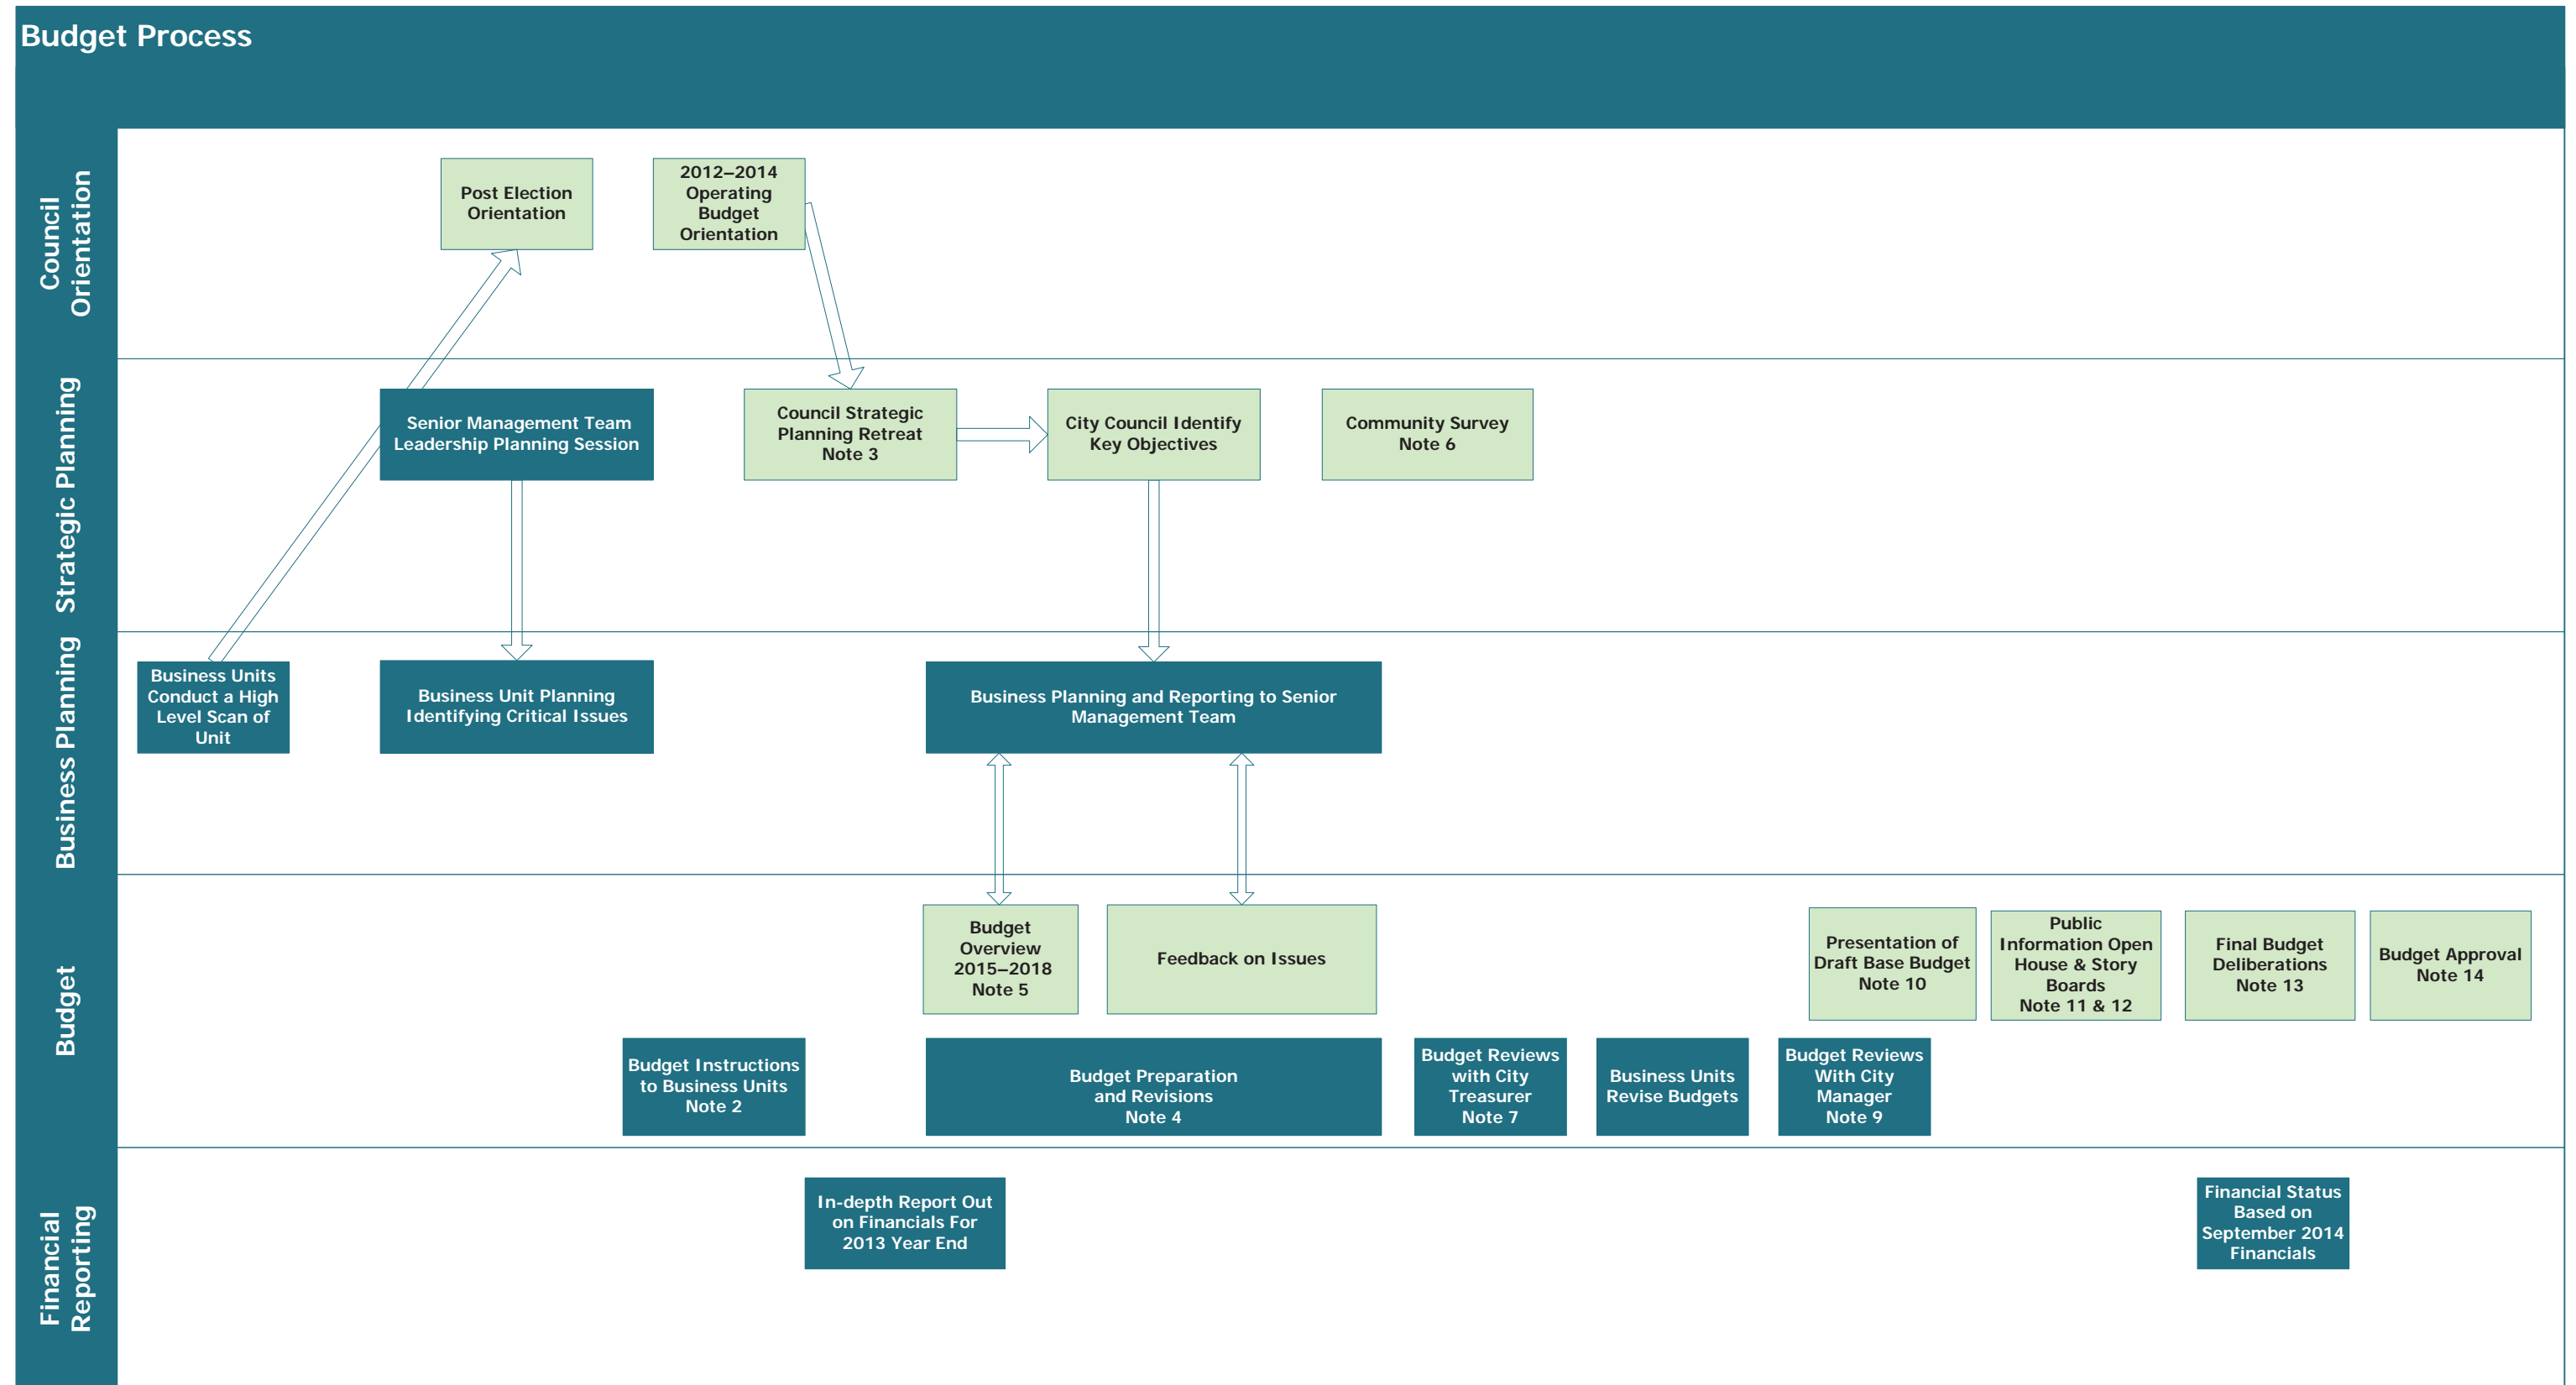 Budget Process
Council
Orientation
Post Election
Orientation
2012–2014
Operating
Budget
Orientation
Strategic Planning
Senior Management Team
Leadership Planning Session
Council Strategic
Planning Retreat
Note 3
City Council Identify
Key Objectives
Community Survey
Note 6
Business Planning
Business Units
Conduct a High
Level Scan of
Unit
Business Unit Planning
Identifying Critical Issues
Business Planning and Reporting to Senior
Management Team
Budget
Budget
Overview
2015–2018
Note 5
Feedback on Issues
Presentation of
Draft Base Budget
Note 10
Public
Information Open
House & Story
Boards
Note 11 & 12
Final Budget
Deliberations
Note 13
Budget Approval
Note 14
Budget Instructions
to Business Units
Note 2
Budget Preparation
and Revisions
Note 4
Budget Reviews
with City
Treasurer
Note 7
Business Units
Revise Budgets
Budget Reviews
With City
Manager
Note 9
Financial
Reporting
In-depth Report Out
on Financials For
2013 Year End
Financial Status
Based on
September 2014
Financials